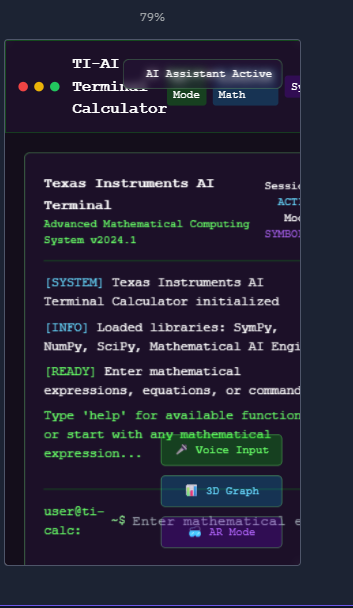 79%
TI-AI
Terminal
Calculator
AI Assistant Active
Mode
Math
Texas Instruments AI
Terminal
Advanced Mathematical Computing
System v2024.1
[SYSTEM] Texas Instruments AI
Terminal Calculator initialized
[INFO] Loaded libraries: SymPy,
NumPy, SciPy, Mathematical AI Engi
[READY] Enter mathematical
expressions, equations, or command
Type 'help' for available function
or start with any mathematical
expression...
Sessio
ACTI
Mod
SYMBOL
Voice Input
3D Graph
AR Mode
user@ti-
calc:
~$ Enter mathematical e